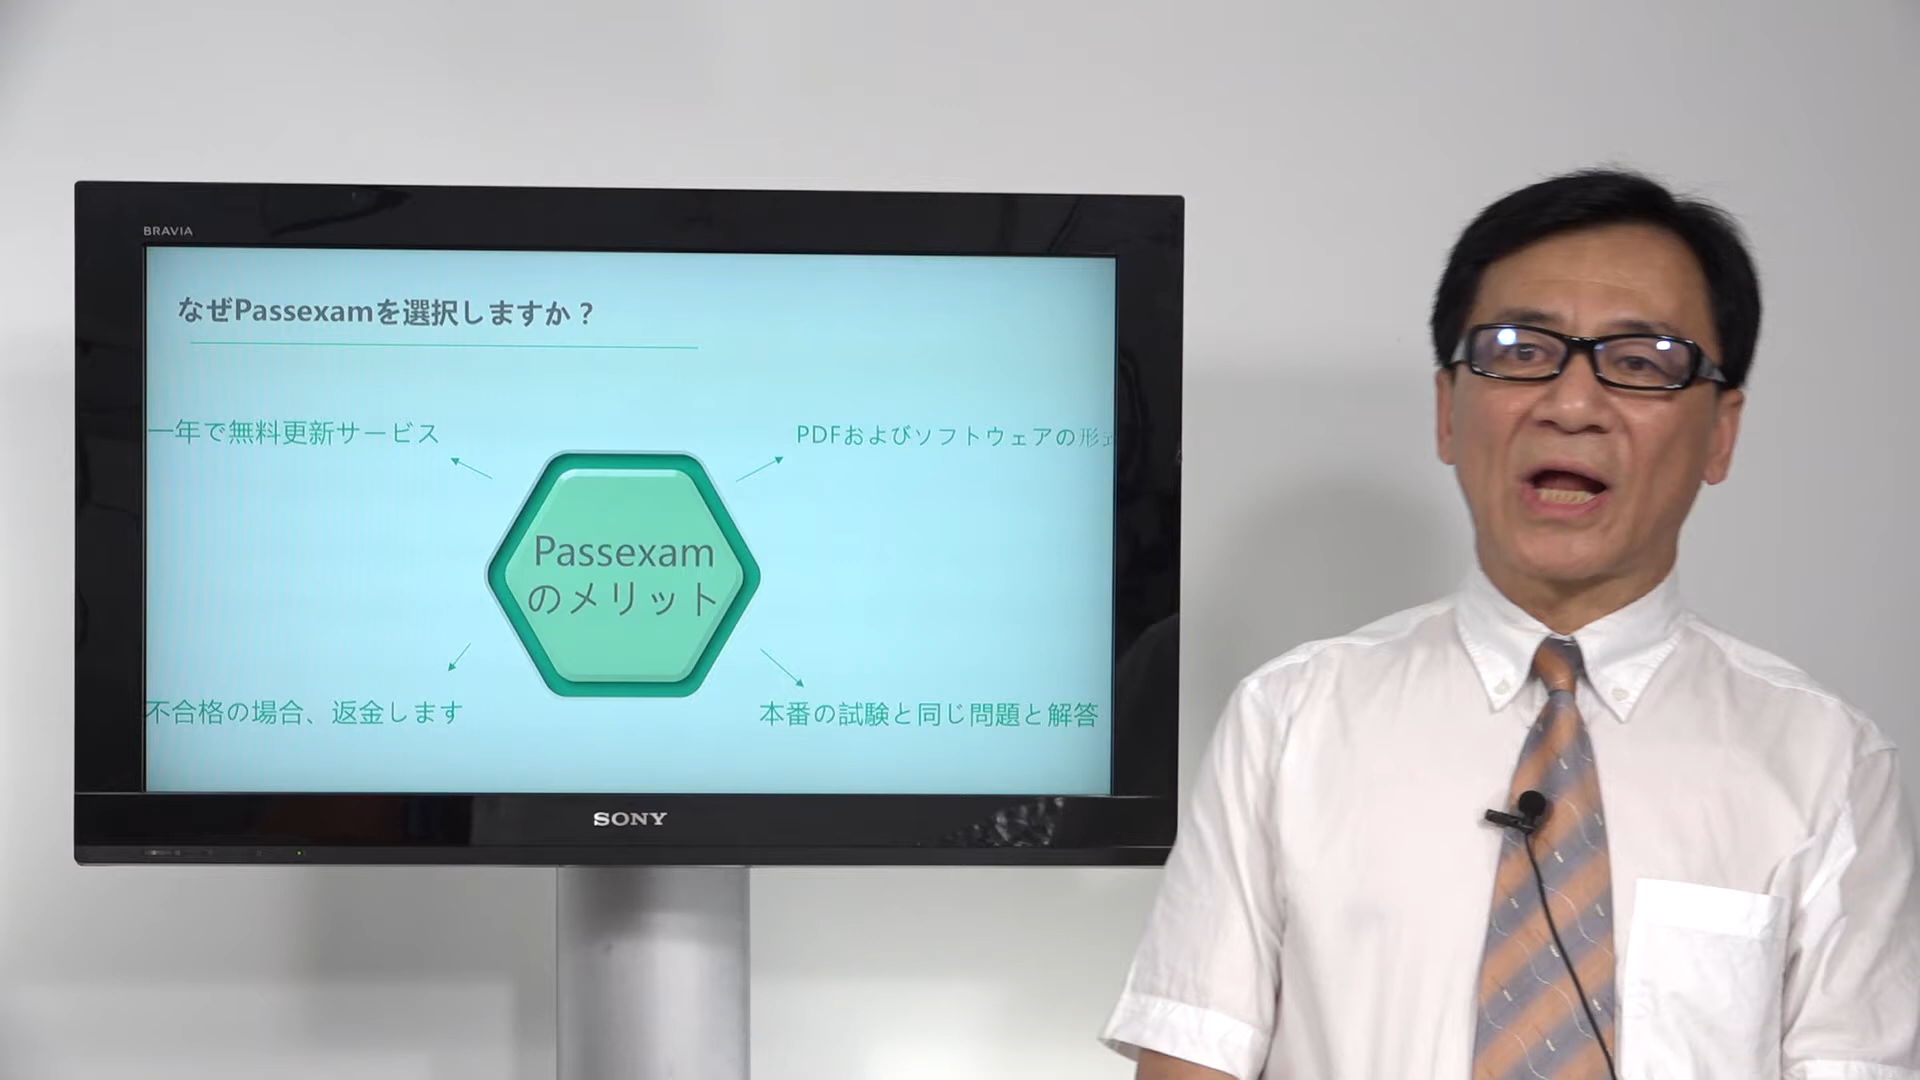 BRAVIA
なぜPassexamを選択しますか？
一年で無料更新サービス
PDFおよびソフトウェアの形式
Passexam
のメリット
不合格の場合、返金します
本番の試験と同じ問題と解答
SONY